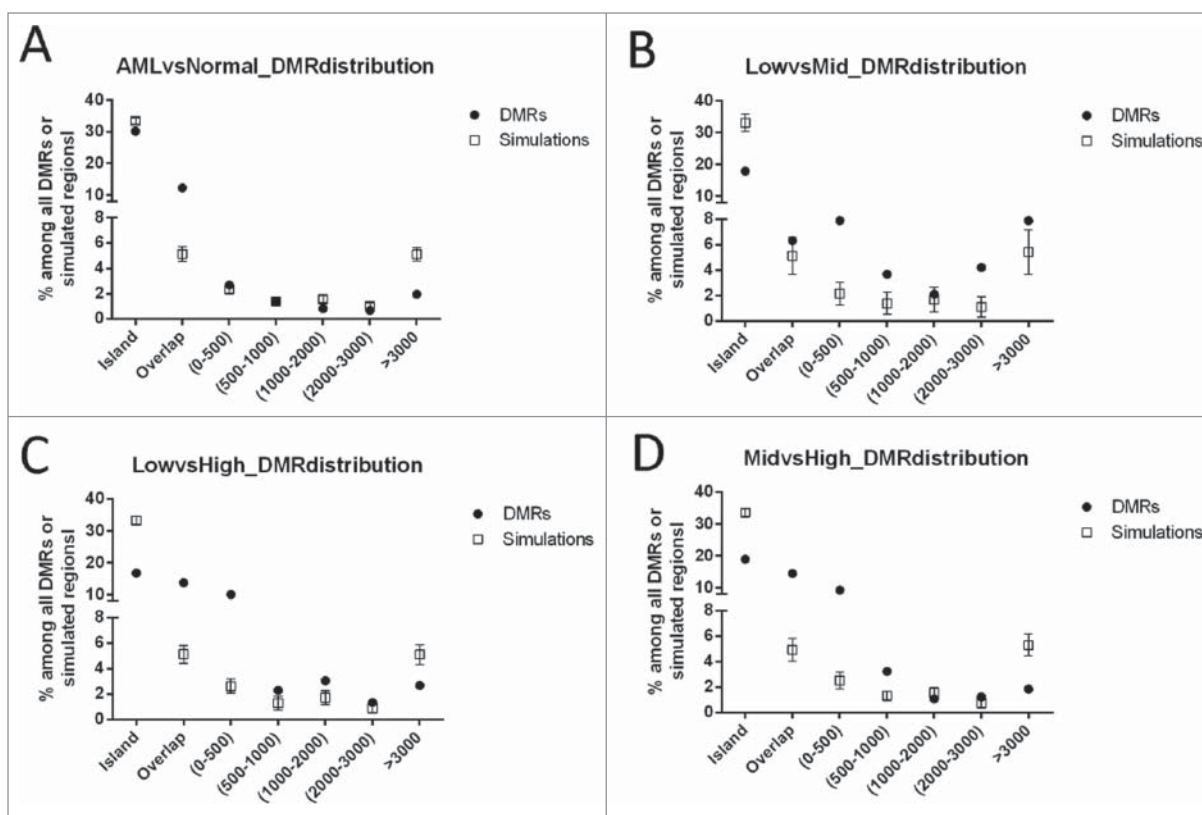 A
AMLvsNormal_DMRdistribution
% among all DMRs or
simulated regions!
40
30
20
10
8
6
4
2
0
Island
Overlap
(0-500)
(500-1000)
(1000-2000)
(2000-3000)
>3000
DMRs
Simulations
B
LowvsMid_DMRdistribution
% among all DMRs or
simulated regions!
40
30
20
10
8
6
4
2
0
Island
Overlap
(0-500)
(500-1000)
(1000-2000)
(2000-3000)
>3000
DMRs
Simulations
C
LowvsHigh_DMRdistribution
% among all DMRs or
simulated regions!
40
30
20
10
8
6
4
2
0
Island
Overlap
(0-500)
(500-1000)
(1000-2000)
(2000-3000)
>3000
DMRs
Simulations
D
MidvsHigh_DMRdistribution
% among all DMRs or
simulated regions!
40
30
20
10
8
6
4
2
0
Island
Overlap
(0-500)
(500-1000)
(1000-2000)
(2000-3000)
>3000
DMRs
Simulations